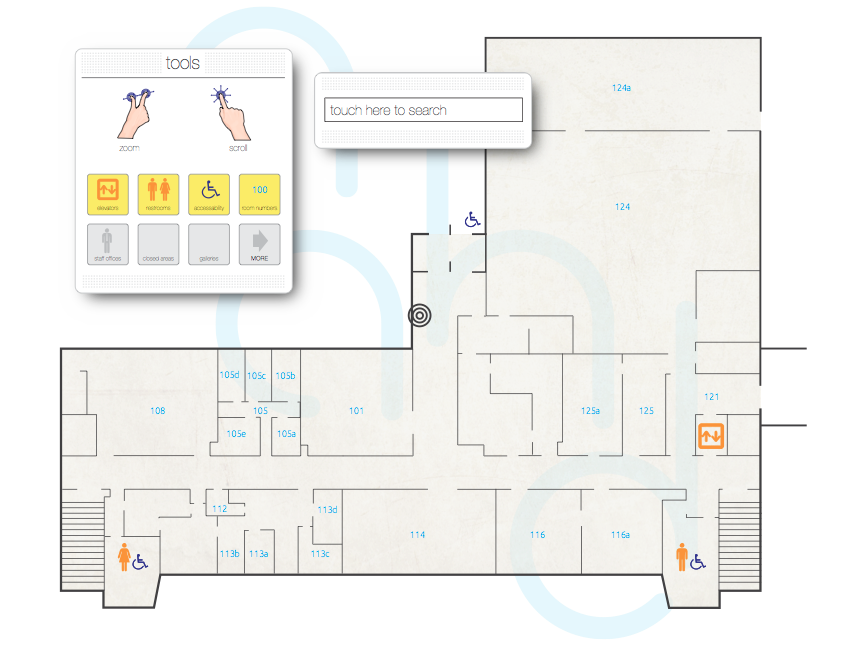 tools
zoom
scroll
elevators
restrooms
accessibility
100
room numbers
staff offices
closed areas
galleries
MORE
touch here to search
124a
124
105d
105c
105b
108
105
101
105e
105a
125a
125
121
112
113d
113b
113a
113c
114
116
116a